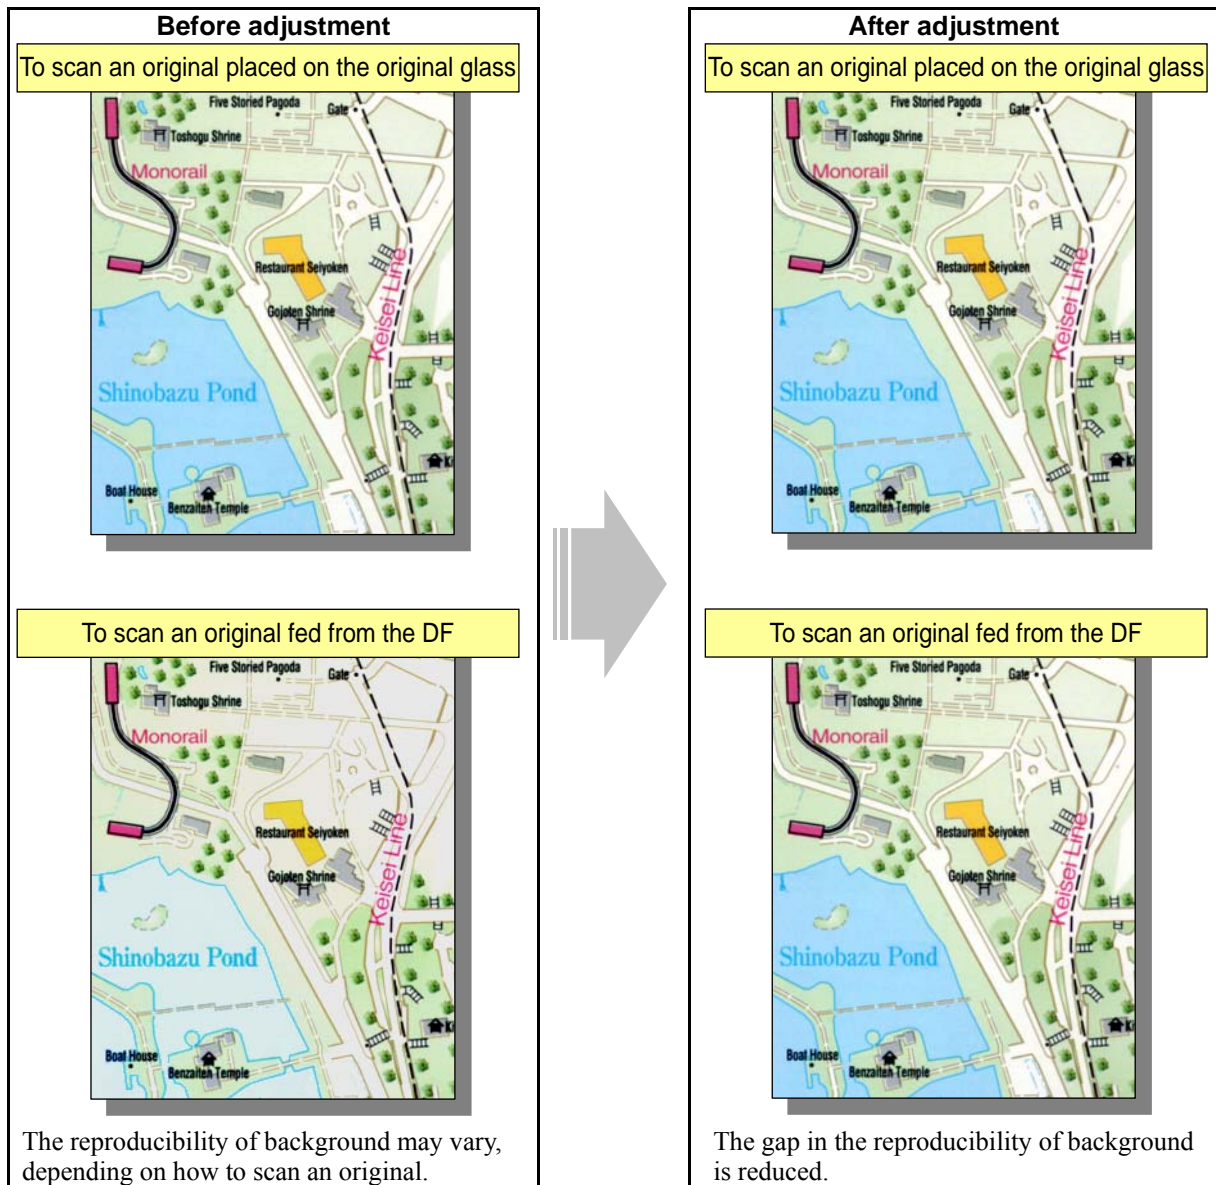 Before adjustment
To scan an original placed on the original glass
Five Storied Pagoda
Gate
Toshogu Shrine
Monorail
Restaurant Seiyoken
Gojoten Shrine
Keisei Line
Shinobazu Pond
Boat House
Benzaiten Temple
To scan an original fed from the DF
Five Storied Pagoda
Gate
Toshogu Shrine
Monorail
Restaurant Seiyoken
Gojoten Shrine
Keisei Line
Shinobazu Pond
Boat House
Benzaiten Temple
The reproducibility of background may vary,
depending on how to scan an original.
After adjustment
To scan an original placed on the original glass
Five Storied Pagoda
Gate
Toshogu Shrine
Monorail
Restaurant Seiyoken
Gojoten Shrine
Keisei Line
Shinobazu Pond
Boat House
Benzaiten Temple
To scan an original fed from the DF
Five Storied Pagoda
Gate
Toshogu Shrine
Monorail
Restaurant Seiyoken
Gojoten Shrine
Keisei Line
Shinobazu Pond
Boat House
Benzaiten Temple
The gap in the reproducibility of background
is reduced.